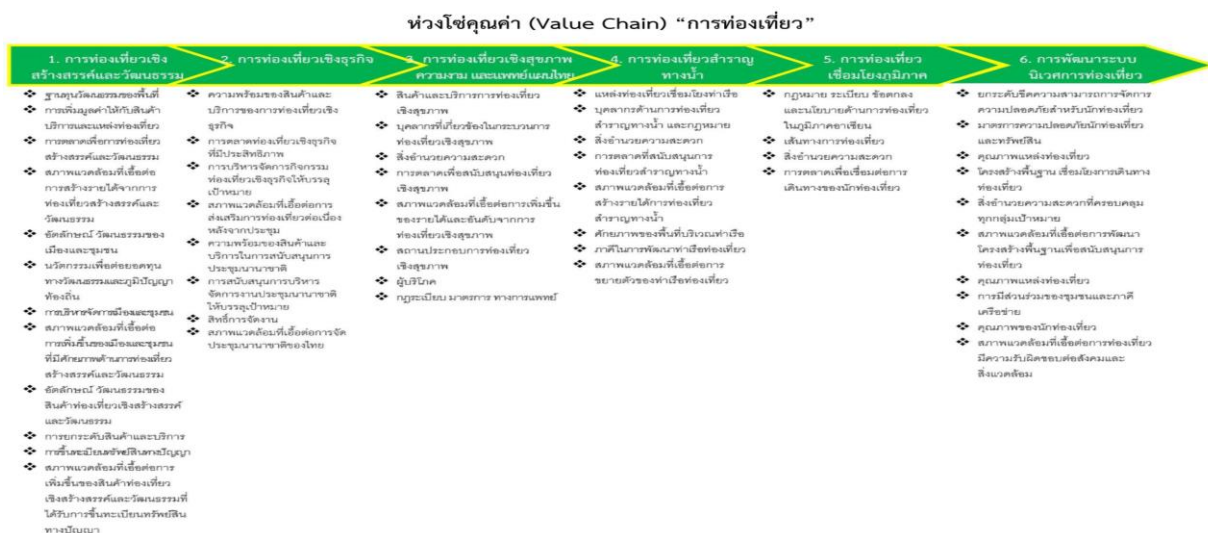 ห่วงโซ่คุณค่า (Value Chain) “การท่องเที่ยว”
1. การท่องเที่ยวเชิง
สร้างสรรค์และวัฒนธรรม
❖ ฐานทุนวัฒนธรรมของพื้นที่
❖ การเพิ่มมูลค่าให้กับสินค้า
บริการและแหล่งท่องเที่ยว
❖ การตลาดเพื่อการท่องเที่ยว
สร้างสรรค์และวัฒนธรรม
❖ สภาพแวดล้อมที่เอื้อต่อ
การสร้างรายได้จากการ
ท่องเที่ยวสร้างสรรค์และ
วัฒนธรรม
❖ อัตลักษณ์ วัฒนธรรมของ
เมืองและชุมชน
❖ นวัตกรรมเพื่อต่อยอดทุน
ทางวัฒนธรรมและภูมิปัญญา
ท้องถิ่น
❖ การบริหารจัดการเมืองและชุมชน
❖ สภาพแวดล้อมที่เอื้อต่อ
การเพิ่มขึ้นของเมืองและชุมชน
ที่มีศักยภาพด้านการท่องเที่ยว
สร้างสรรค์และวัฒนธรรม
❖ อัตลักษณ์ วัฒนธรรมของ
สินค้าท่องเที่ยวเชิงสร้างสรรค์
และวัฒนธรรม
❖ การยกระดับสินค้าและบริการ
❖ การขึ้นทะเบียนทรัพย์สินทางปัญญา
❖ สภาพแวดล้อมที่เอื้อต่อการ
เพิ่มขึ้นของสินค้าท่องเที่ยว
เชิงสร้างสรรค์และวัฒนธรรมที่
ได้รับการขึ้นทะเบียนทรัพย์สิน
ทางปัญญา
2. การท่องเที่ยวเชิงธุรกิจ
❖ ความพร้อมของสินค้าและ
บริการของการท่องเที่ยวเชิง
ธุรกิจ
❖ การตลาดท่องเที่ยวเชิงธุรกิจ
ที่มีประสิทธิภาพ
❖ การบริหารจัดการกิจกรรม
ท่องเที่ยวเชิงธุรกิจให้บรรลุ
เป้าหมาย
❖ สภาพแวดล้อมที่เอื้อต่อการ
ส่งเสริมการท่องเที่ยวต่อเนื่อง
หลังจากประชุม
❖ ความพร้อมของสินค้าและ
บริการในการสนับสนุนการ
ประชุมนานาชาติ
❖ การสนับสนุนการบริหาร
จัดการงานประชุมนานาชาติ
ให้บรรลุเป้าหมาย
❖ สิทธิ์การจัดงาน
❖ สภาพแวดล้อมที่เอื้อต่อการจัด
ประชุมนานาชาติของไทย
3. การท่องเที่ยวเชิงสุขภาพ
ความงาม และแพทย์แผนไทย
❖ สินค้าและบริการการท่องเที่ยว
เชิงสุขภาพ
❖ บุคลากรที่เกี่ยวข้องในกระบวนการ
ท่องเที่ยวเชิงสุขภาพ
❖ สิ่งอำนวยความสะดวก
❖ การตลาดเพื่อสนับสนุนท่องเที่ยว
เชิงสุขภาพ
❖ สภาพแวดล้อมที่เอื้อต่อการเพิ่มขึ้น
ของรายได้และอันดับจากการ
ท่องเที่ยวเชิงสุขภาพ
❖ สถานประกอบการท่องเที่ยว
เชิงสุขภาพ
❖ ผู้บริโภค
❖ กฎระเบียบ มาตรการ ทางการแพทย์
4. การท่องเที่ยวสำราญ
ทางน้ำ
❖ แหล่งท่องเที่ยวเชื่อมโยงท่าเรือ
❖ บุคลากรด้านการท่องเที่ยว
สำราญทางน้ำ และกฎหมาย
❖ สิ่งอำนวยความสะดวก
❖ การตลาดที่สนับสนุนการ
ท่องเที่ยวสำราญทางน้ำ
❖ สภาพแวดล้อมที่เอื้อต่อการ
สร้างรายได้การท่องเที่ยว
สำราญทางน้ำ
❖ ศักยภาพของพื้นที่บริเวณท่าเรือ
❖ ภาคีในการพัฒนาท่าเรือท่องเที่ยว
❖ สภาพแวดล้อมที่เอื้อต่อการ
ขยายตัวของท่าเรือท่องเที่ยว
5. การท่องเที่ยว
เชื่อมโยงภูมิภาค
❖ กฎหมาย ระเบียบ ข้อตกลง
และนโยบายด้านการท่องเที่ยว
ในภูมิภาคอาเซียน
❖ เส้นทางการท่องเที่ยว
❖ สิ่งอำนวยความสะดวก
❖ การตลาดเพื่อเชื่อมต่อการ
เดินทางของนักท่องเที่ยว
6. การพัฒนาระบบ
นิเวศการท่องเที่ยว
❖ ยกระดับขีดความสามารถการจัดการ
ความปลอดภัยสำหรับนักท่องเที่ยว
❖ มาตรการความปลอดภัยนักท่องเที่ยว
และทรัพย์สิน
❖ คุณภาพแหล่งท่องเที่ยว
❖ โครงสร้างพื้นฐาน เชื่อมโยงการเดินทาง
ท่องเที่ยว
❖ สิ่งอำนวยความสะดวกที่ครอบคลุม
ทุกกลุ่มเป้าหมาย
❖ สภาพแวดล้อมที่เอื้อต่อการพัฒนา
โครงสร้างพื้นฐานเพื่อสนับสนุนการ
ท่องเที่ยว
❖ คุณภาพแหล่งท่องเที่ยว
❖ การมีส่วนร่วมของชุมชนและภาคี
เครือข่าย
❖ คุณภาพของนักท่องเที่ยว
❖ สภาพแวดล้อมที่เอื้อต่อการท่องเที่ยว
มีความรับผิดชอบต่อสังคมและ
สิ่งแวดล้อม